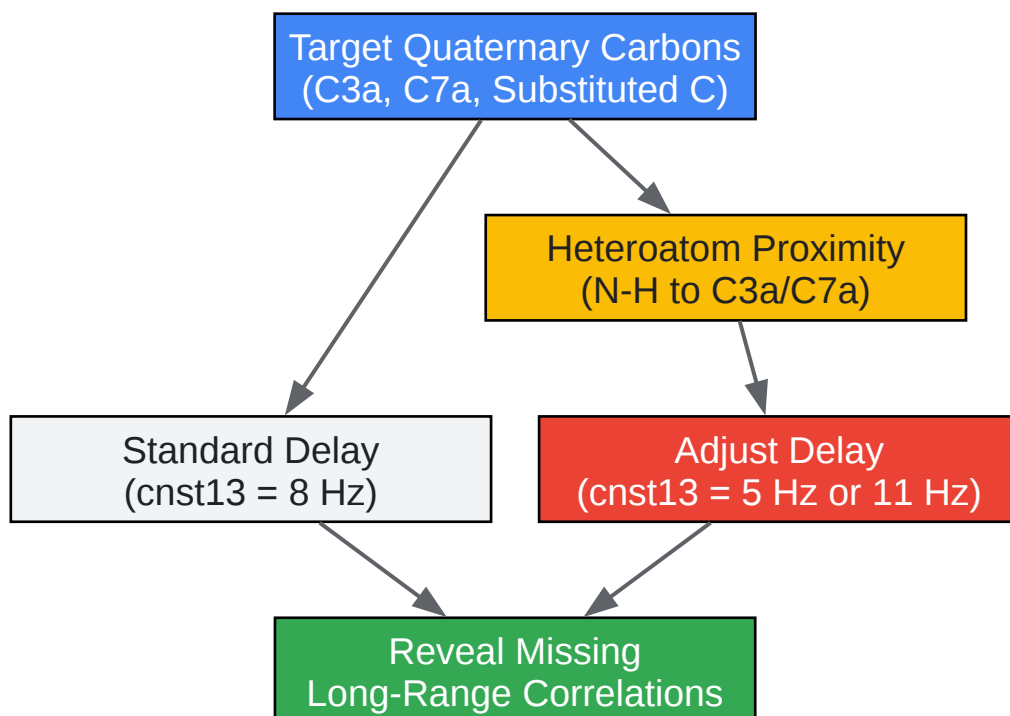 Target Quaternary Carbons
(C3a, C7a, Substituted C)
Heteroatom Proximity
(N-H to C3a/C7a)
Standard Delay
(cnst13 = 8 Hz)
Adjust Delay
(cnst13 = 5 Hz or 11 Hz)
Reveal Missing
Long-Range Correlations